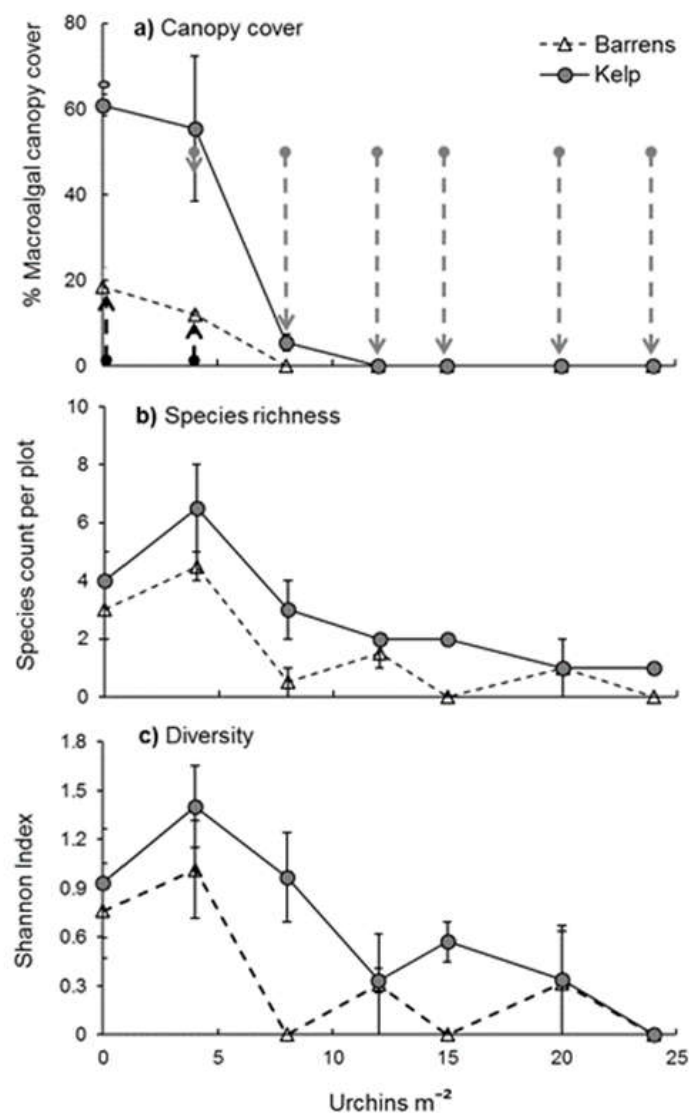 a) Canopy cover
Barrens
Kelp
% Macroalgal canopy cover
80
60
40
20
0
b) Species richness
Species count per plot
10
8
6
4
2
0
c) Diversity
Shannon Index
1.8
1.5
1.2
0.9
0.6
0.3
0
0 5 10 15 20 25
Urchins m⁻²